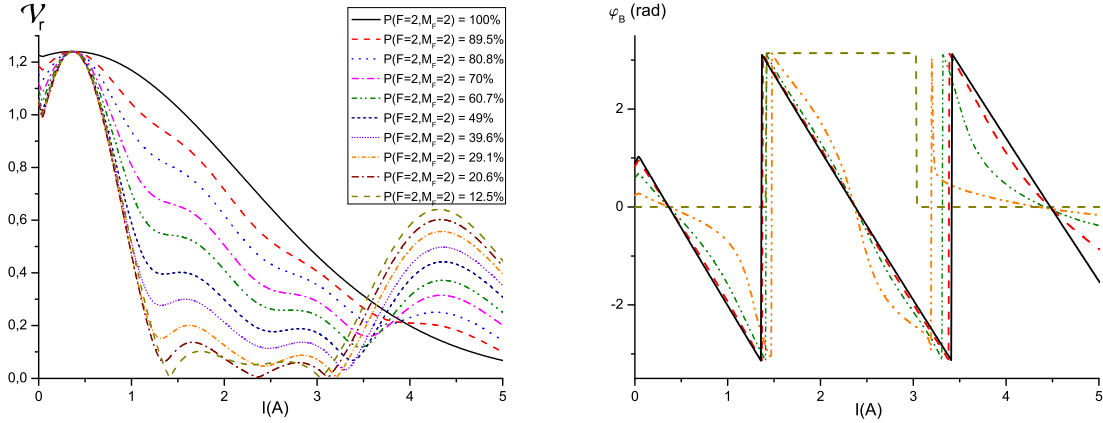 𝒱r
P(F=2,MF=2) = 100%
P(F=2,MF=2) = 89.5%
P(F=2,MF=2) = 80.8%
P(F=2,MF=2) = 70%
P(F=2,MF=2) = 60.7%
P(F=2,MF=2) = 49%
P(F=2,MF=2) = 39.6%
P(F=2,MF=2) = 29.1%
P(F=2,MF=2) = 20.6%
P(F=2,MF=2) = 12.5%
1,2
1,0
0,8
0,6
0,4
0,2
0,0
0 1 2 3 4 5
I(A)
φB (rad)
2
0
-2
0 1 2 3 4 5
I(A)